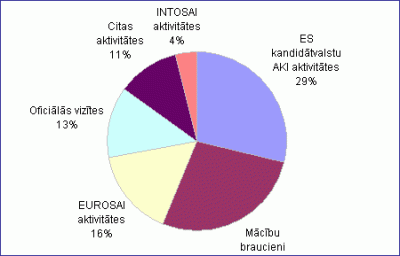 INTOSAI
aktivitātes
4%
ES
kandidātvalstu
AKI aktivitātes
29%
Mācību
braucieni
EUROSAI
aktivitātes
16%
Oficiālās vizītes
13%
Citas
aktivitātes
11%